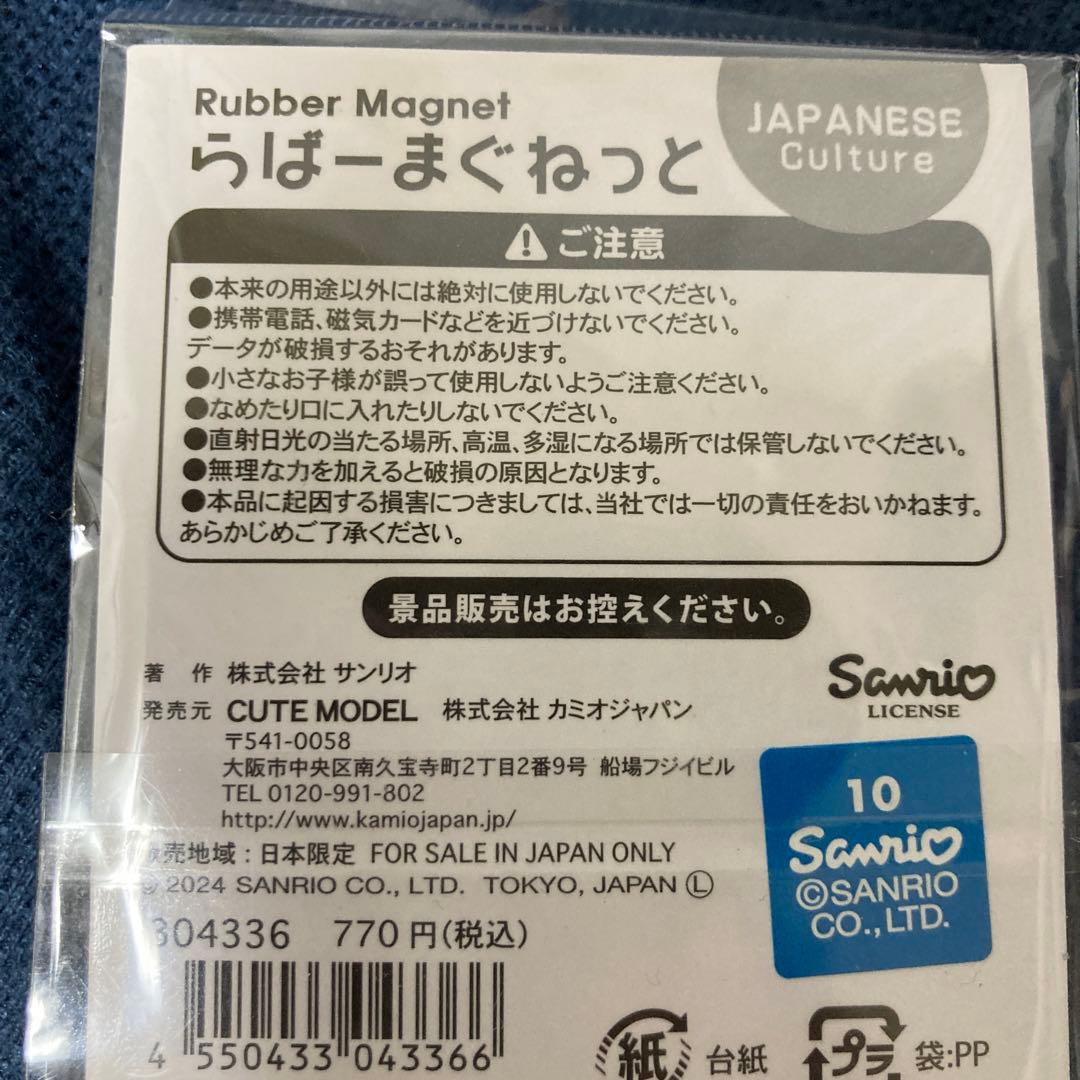 Rubber Magnet
らばーまぐねっと
JAPANESE
Culture
ご注意
●本来の用途以外には絶対に使用しないでください。
●携帯電話、磁気カードなどを近づけないでください。
データが破損するおそれがあります。
●小さなお子様が誤って使用しないようご注意ください。
●なめたり口に入れたりしないでください。
●直射日光の当たる場所、高温、多湿になる場所では保管しないでください。
●無理な力を加えると破損の原因となります。
●本品に起因する損害につきましては、当社では一切の責任をおいかねます。
あらかじめご了承ください。
景品販売はお控えください。
著 作 株式会社 サンリオ
発売元 CUTE MODEL 株式会社 カミオジャパン
〒541-0058
大阪市中央区南久宝寺町2丁目2番9号 船場フジイビル
TEL 0120-991-802
http://www.kamiojapan.jp/
Sanrio
LICENSE
10
Sanrio
©SANRIO
CO.,LTD.
販売地域:日本限定 FOR SALE IN JAPAN ONLY
© 2024 SANRIO CO., LTD. TOKYO, JAPAN Ⓛ
304336 770円(税込)
4 550433 043366
紙 台紙
プラ 袋:PP